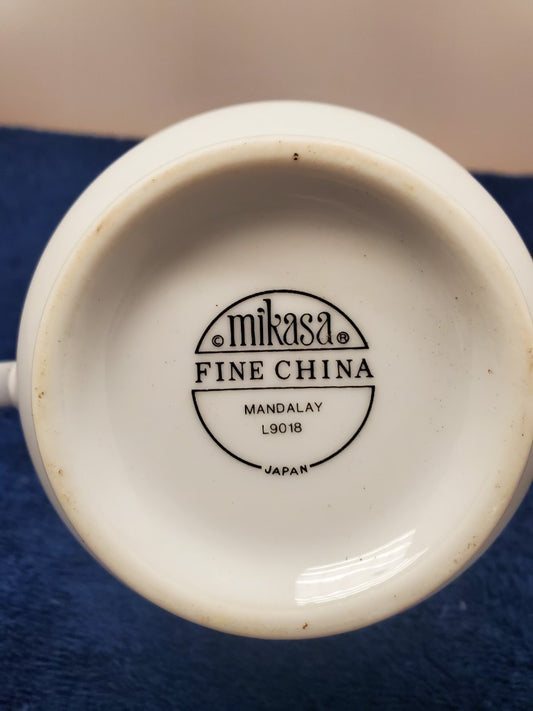 © mikasa ®
FINE CHINA
MANDALAY
L9018
JAPAN